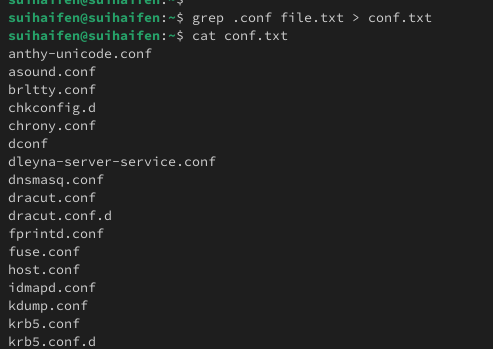 suihaifen@suihaifen:~$
suihaifen@suihaifen:~$ grep .conf file.txt > conf.txt
suihaifen@suihaifen:~$ cat conf.txt
anthy-unicode.conf
asound.conf
brltty.conf
chkconfig.d
chrony.conf
dconf
dleyna-server-service.conf
dnsmasq.conf
dracut.conf
dracut.conf.d
fprintd.conf
fuse.conf
host.conf
idmapd.conf
kdump.conf
krb5.conf
krb5.conf.d